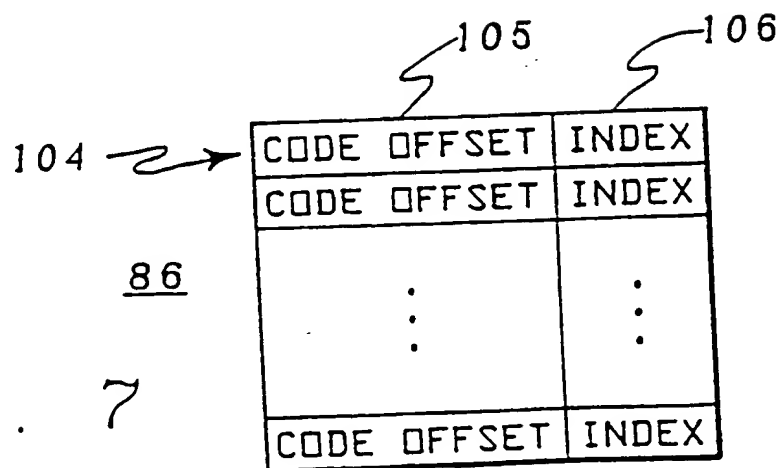 105 106
104 CODE OFFSET INDEX
CODE OFFSET INDEX
86
7
CODE OFFSET INDEX